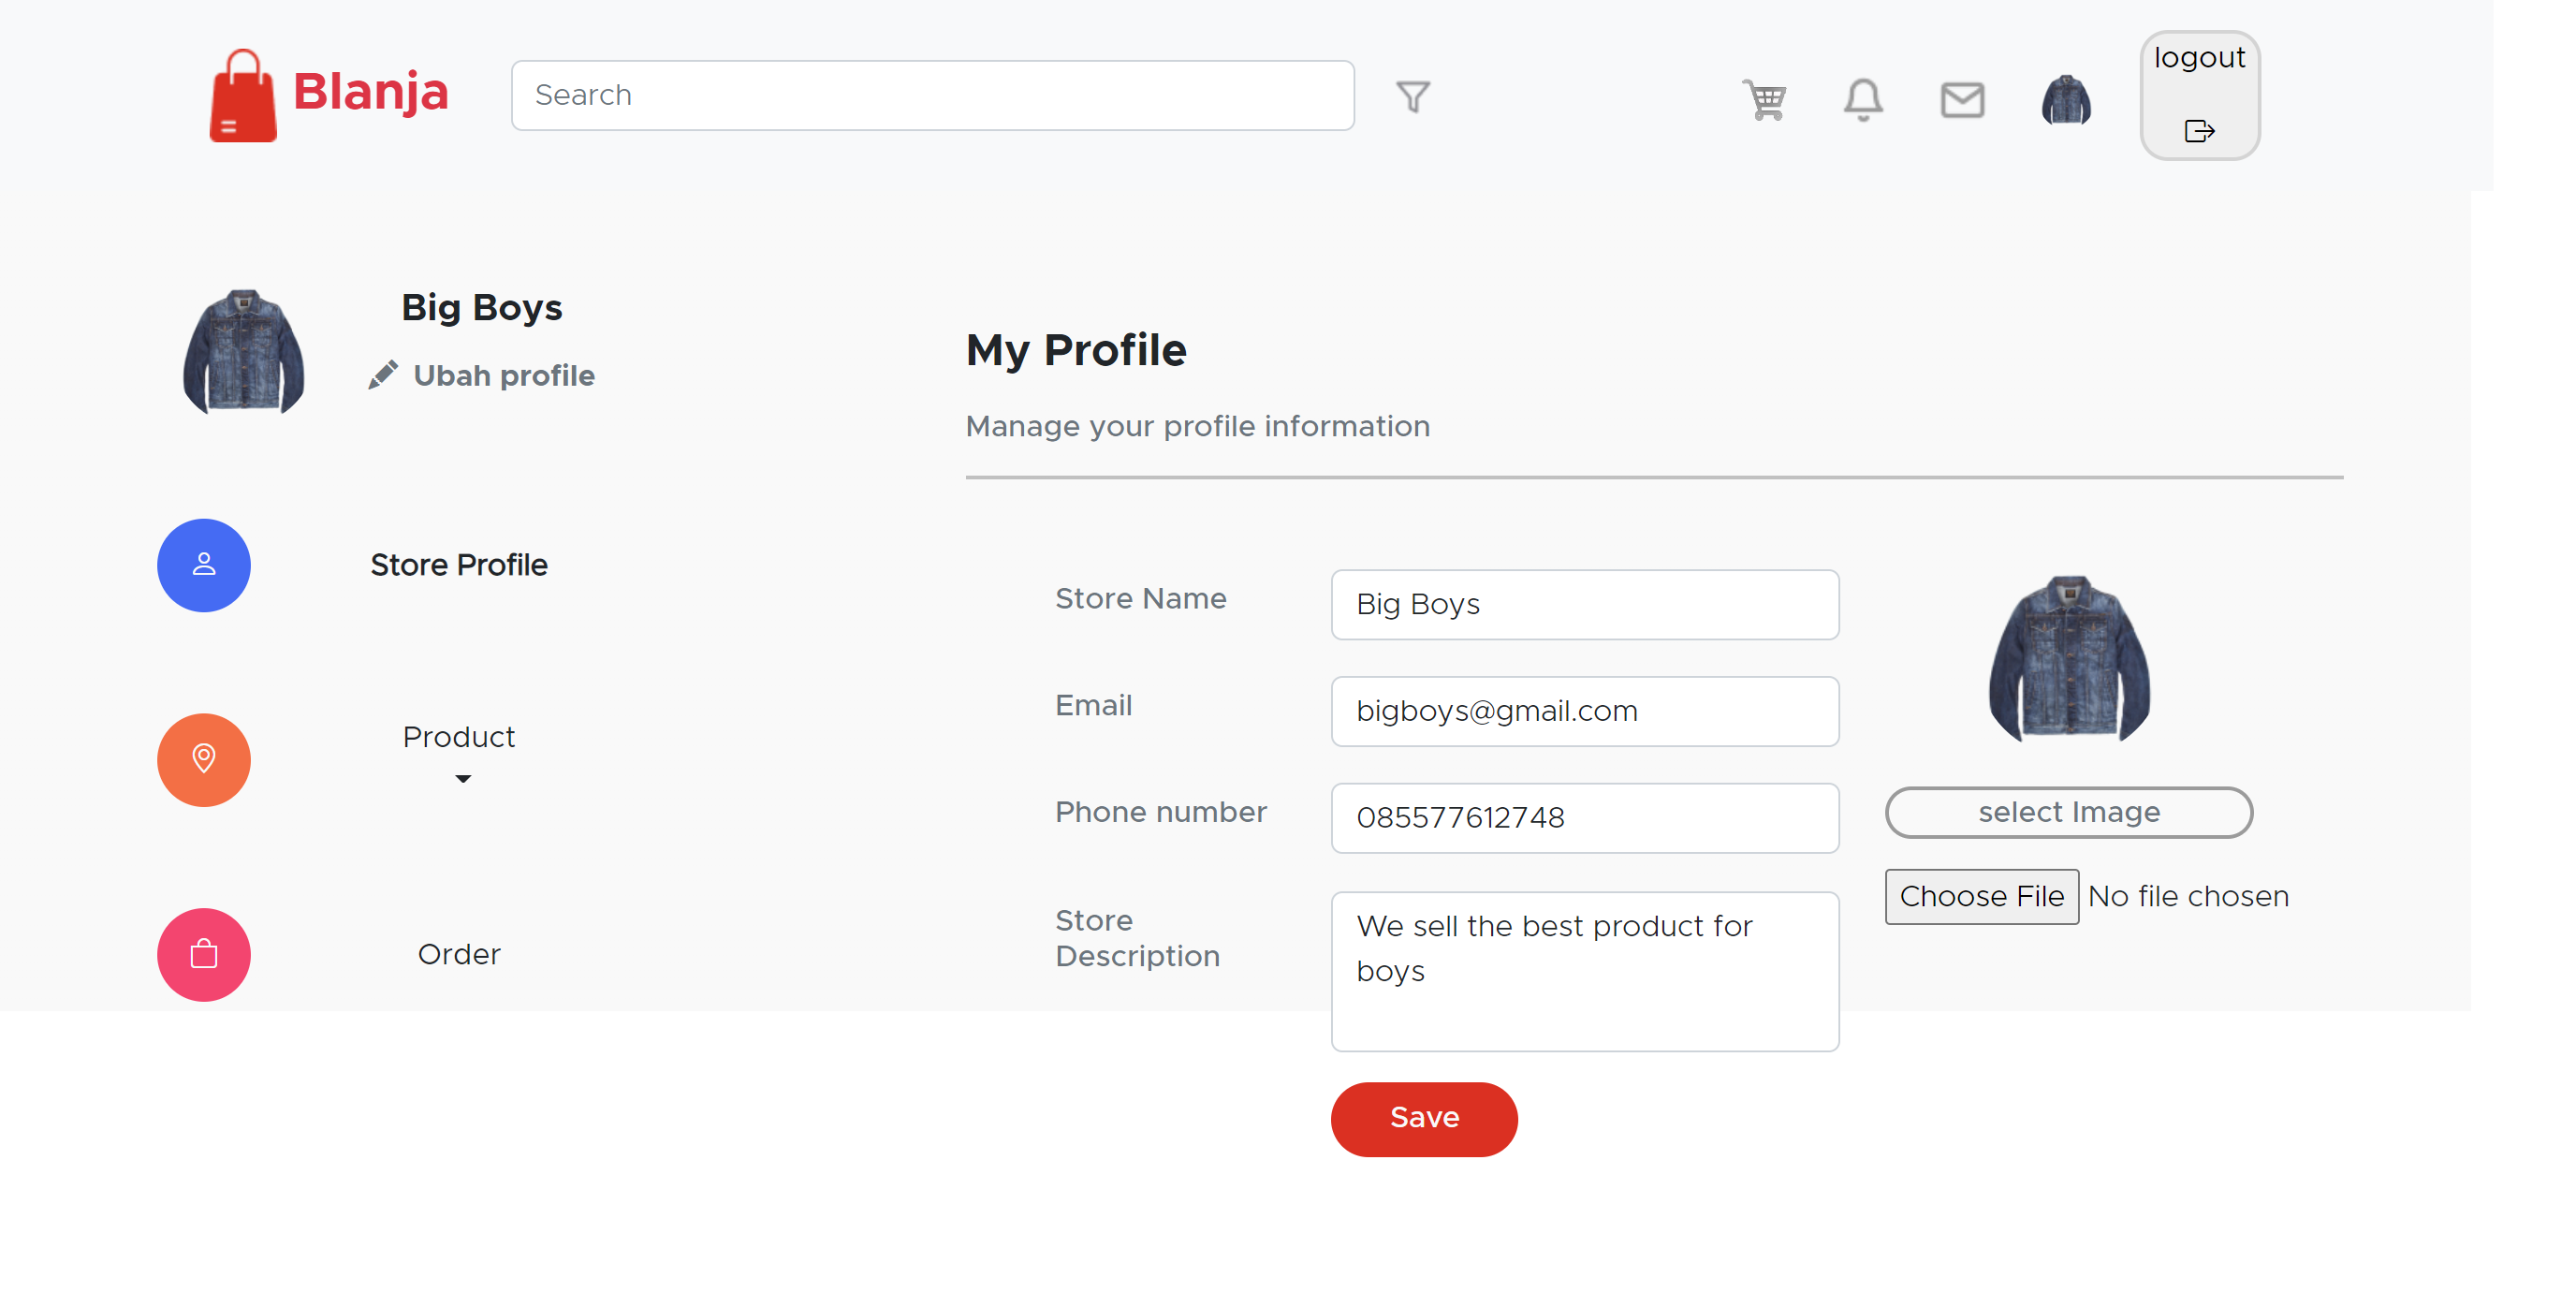 Blanja
Search
logout
Big Boys
Ubah profile
Store Profile
Product
Order
My Profile
Manage your profile information
Store Name
Big Boys
Email
bigboys@gmail.com
Phone number
085577612748
Store
Description
We sell the best product for
boys
select Image
Choose File No file chosen
Save